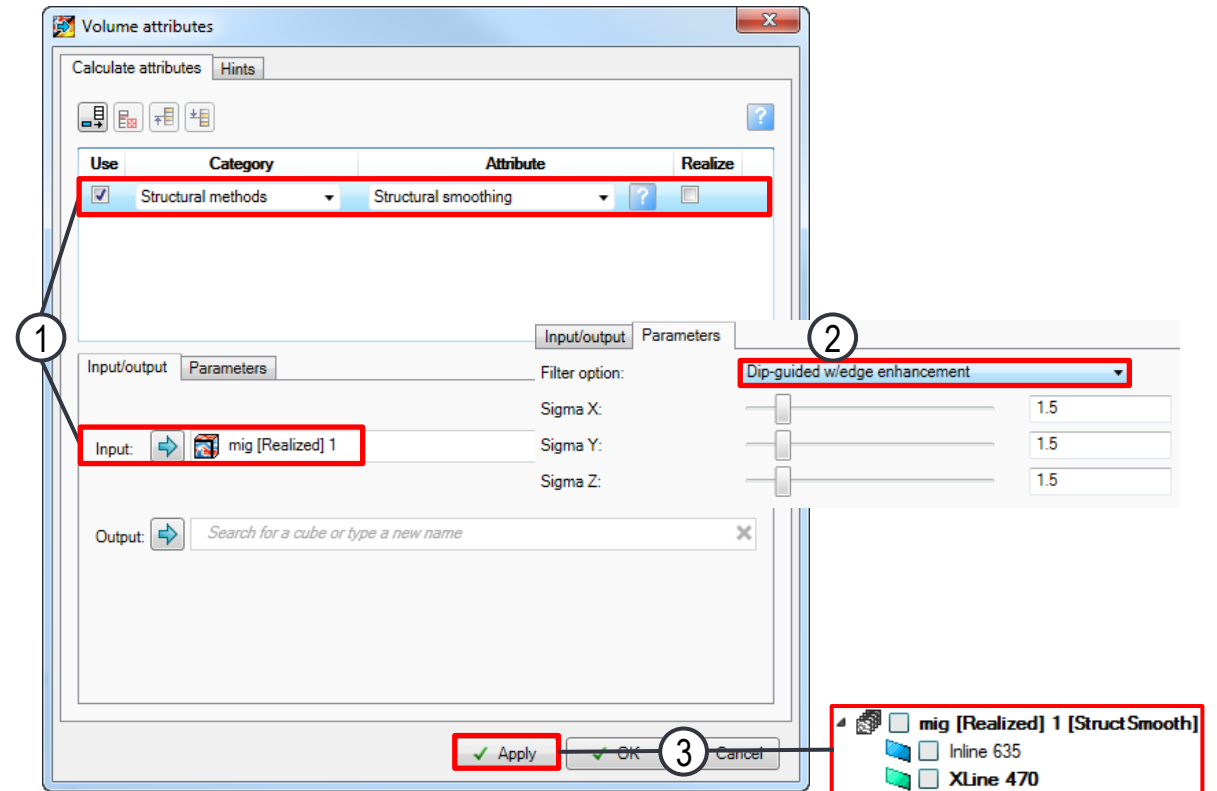 Volume attributes
Calculate attributes Hints
?
Use Category Attribute Realize
Structural methods Structural smoothing ?
1
Input/output Parameters
Input: mig [Realized] 1
Output: Search for a cube or type a new name
Input/output Parameters
2
Filter option: Dip-guided w/edge enhancement
Sigma X: 1.5
Sigma Y: 1.5
Sigma Z: 1.5
Apply OK 3 Cancel
mig [Realized] 1 [StructSmooth]
Inline 635
XLine 470